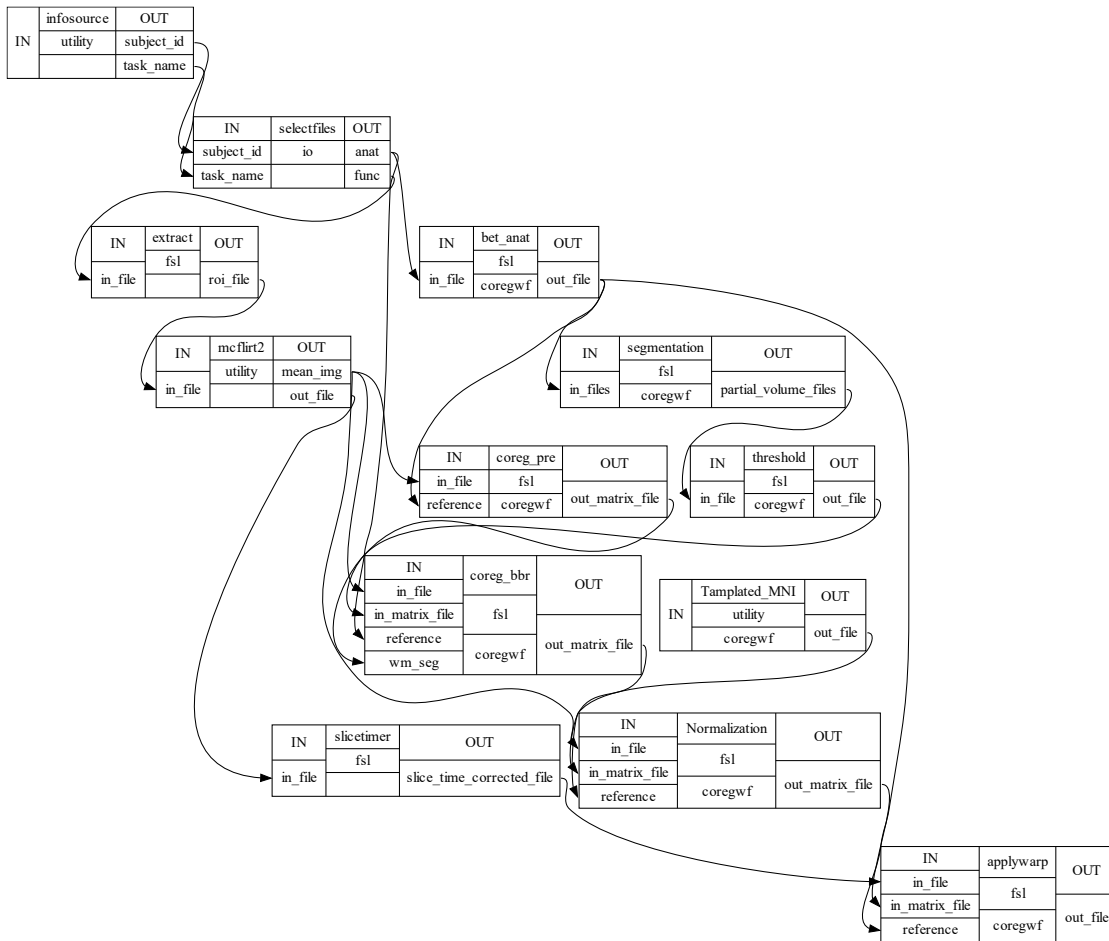 infosource OUT
IN utility subject_id
task_name
IN selectfiles OUT
subject_id io anat
task_name func
IN extract OUT
fsl
in_file roi_file
IN bet_anat OUT
fsl
in_file coregwf out_file
IN mcflirt2 OUT
utility mean_img
in_file out_file
IN segmentation OUT
fsl
in_files coregwf partial_volume_files
IN coreg_pre OUT
in_file fsl
reference coregwf out_matrix_file
IN threshold OUT
fsl
in_file coregwf out_file
IN coreg_bbr OUT
in_file
in_matrix_file fsl
reference
wm_seg coregwf out_matrix_file
Tamplated_MNI OUT
IN utility
coregwf out_file
IN slicetimer OUT
fsl
in_file slice_time_corrected_file
IN Normalization OUT
in_file fsl
in_matrix_file
reference coregwf out_matrix_file
IN applywarp OUT
in_file fsl
in_matrix_file
reference coregwf out_file